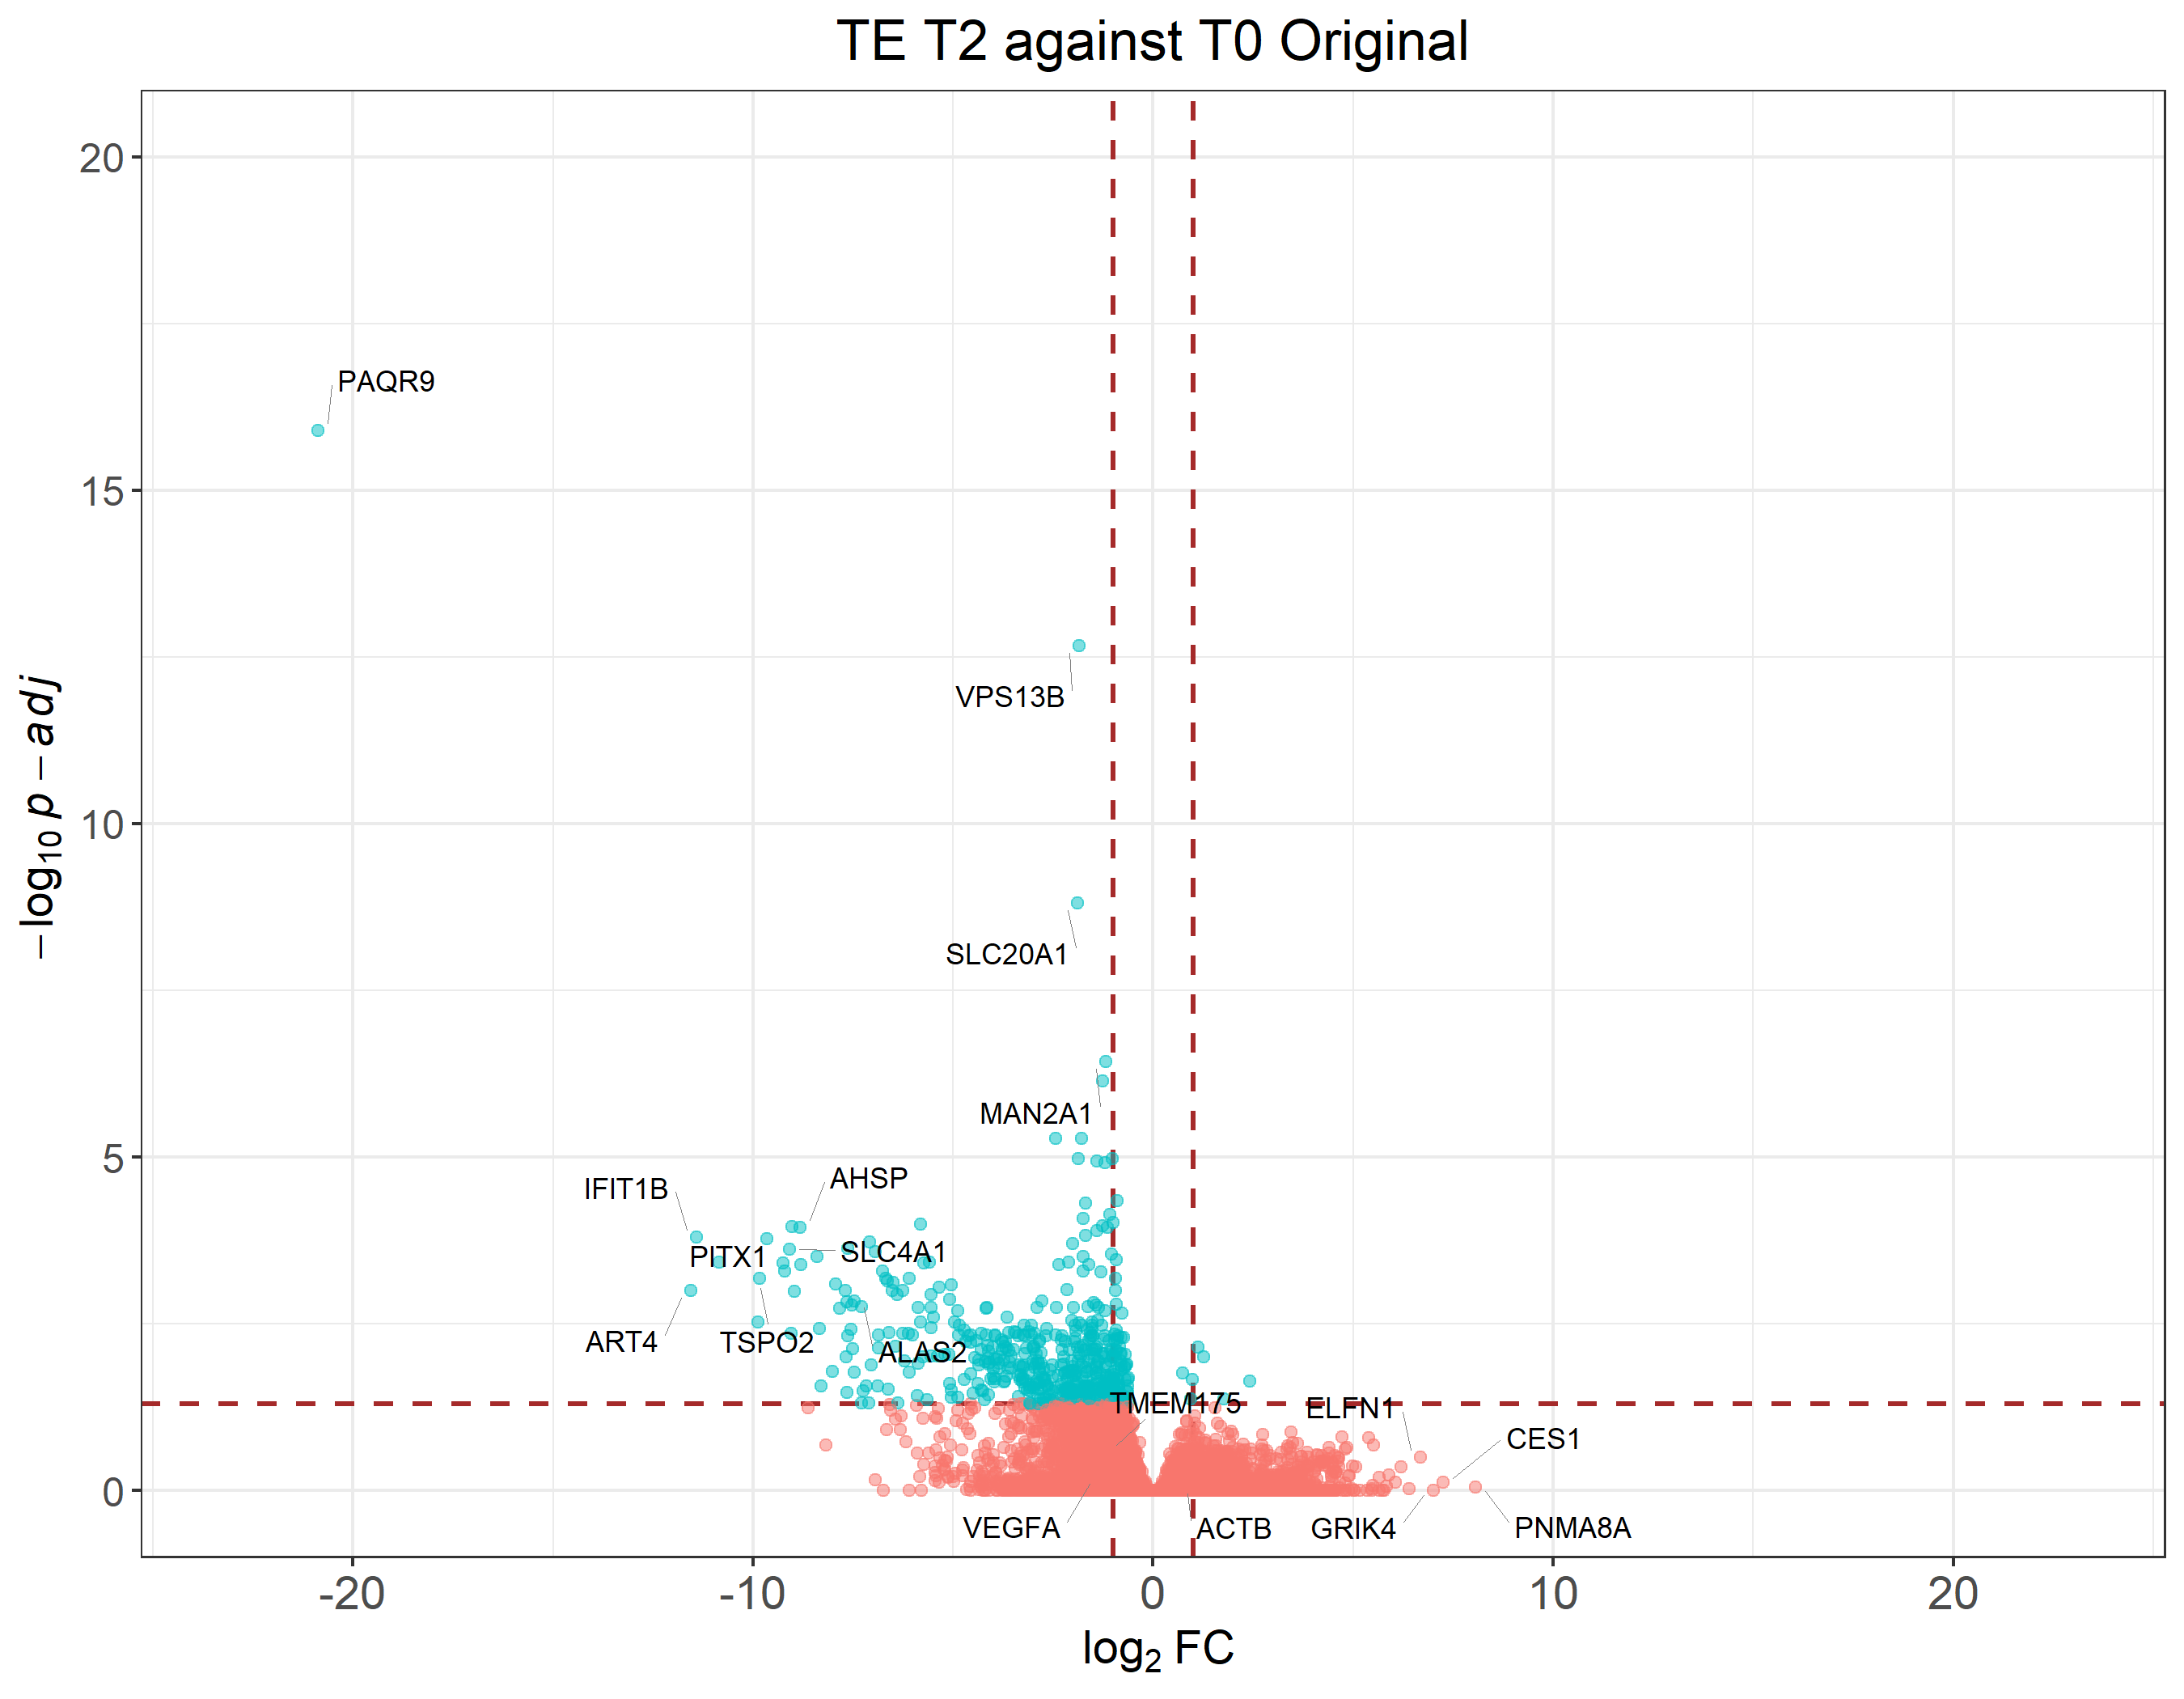 TE T2 against T0 Original
20
15
10
5
0
−log10 p − adj
PAQR9
VPS13B
SLC20A1
MAN2A1
IFIT1B
AHSP
PITX1
SLC4A1
ART4
TSPO2
ALAS2
TMEM175
ELFN1
CES1
VEGFA
ACTB
GRIK4
PNMA8A
-20
-10
0
10
20
log2 FC